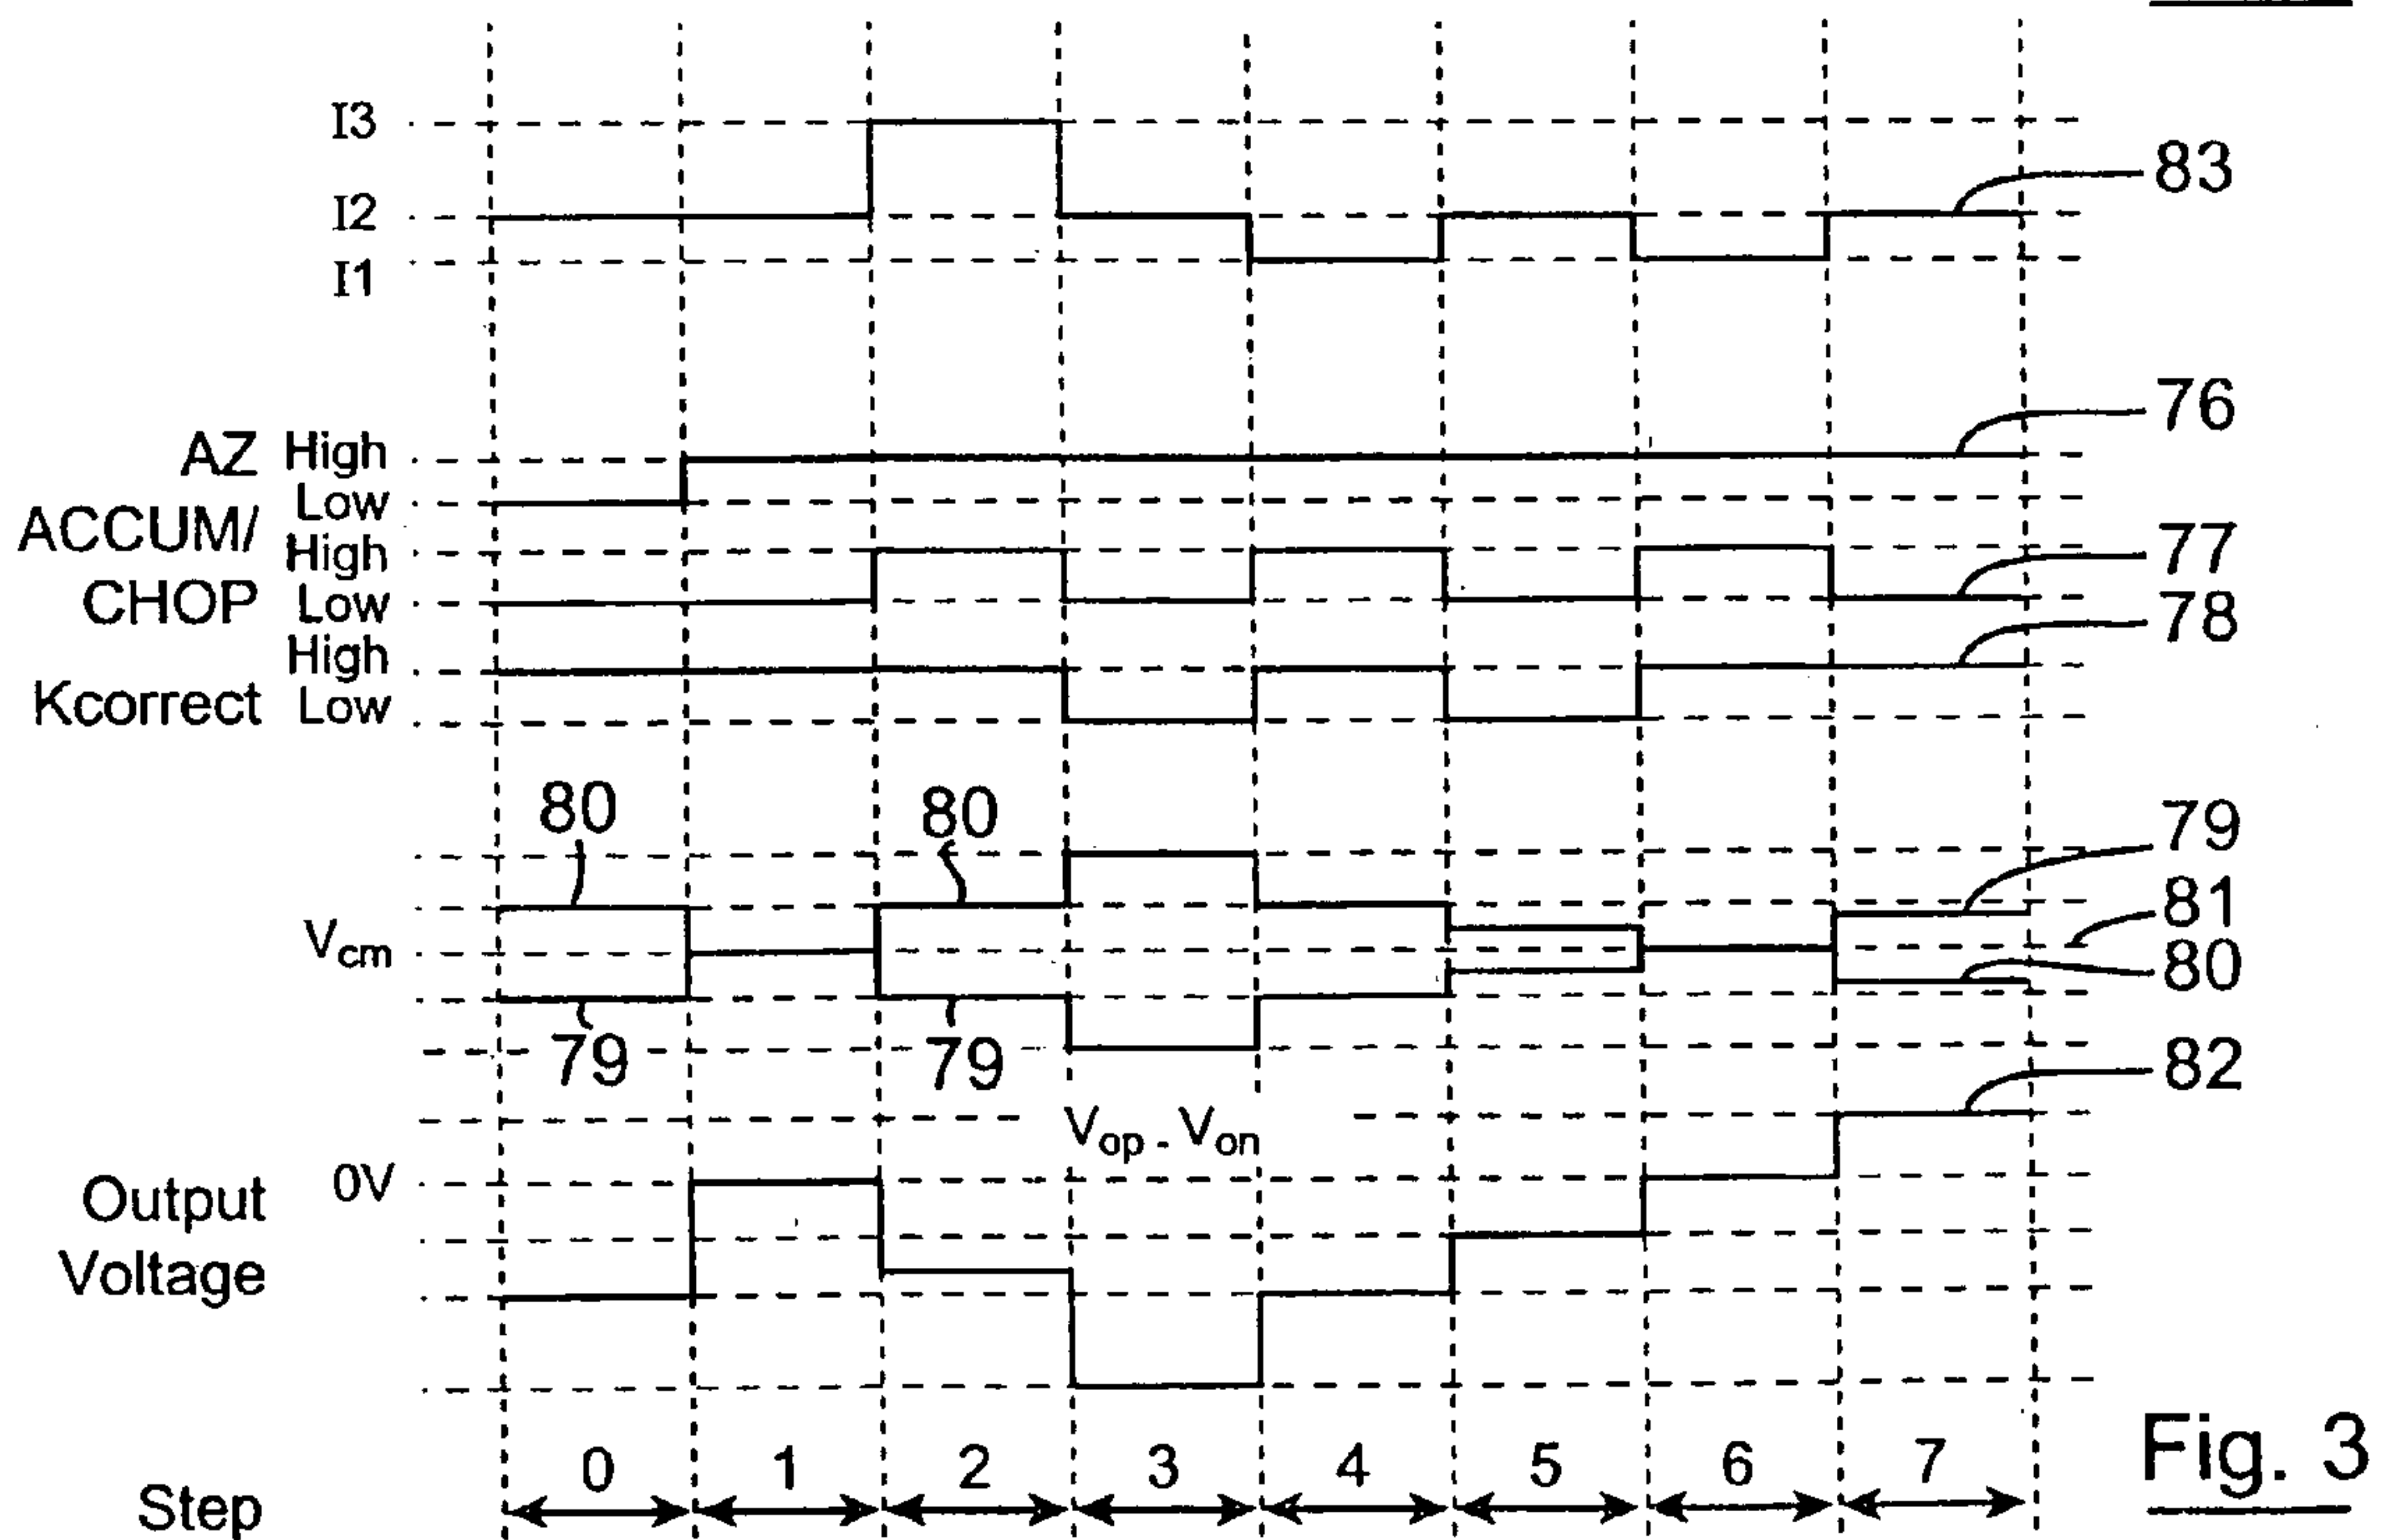 I3
83
I2
I1
76
AZ High
Low
ACCUM/
High
77
CHOP Low
78
High
Kcorrect Low
80 80
79
81
Vcm
80
79 79
82
Vop - Von
0V
Output
Voltage
0 1 2 3 4 5 6 7
Step
Fig. 3